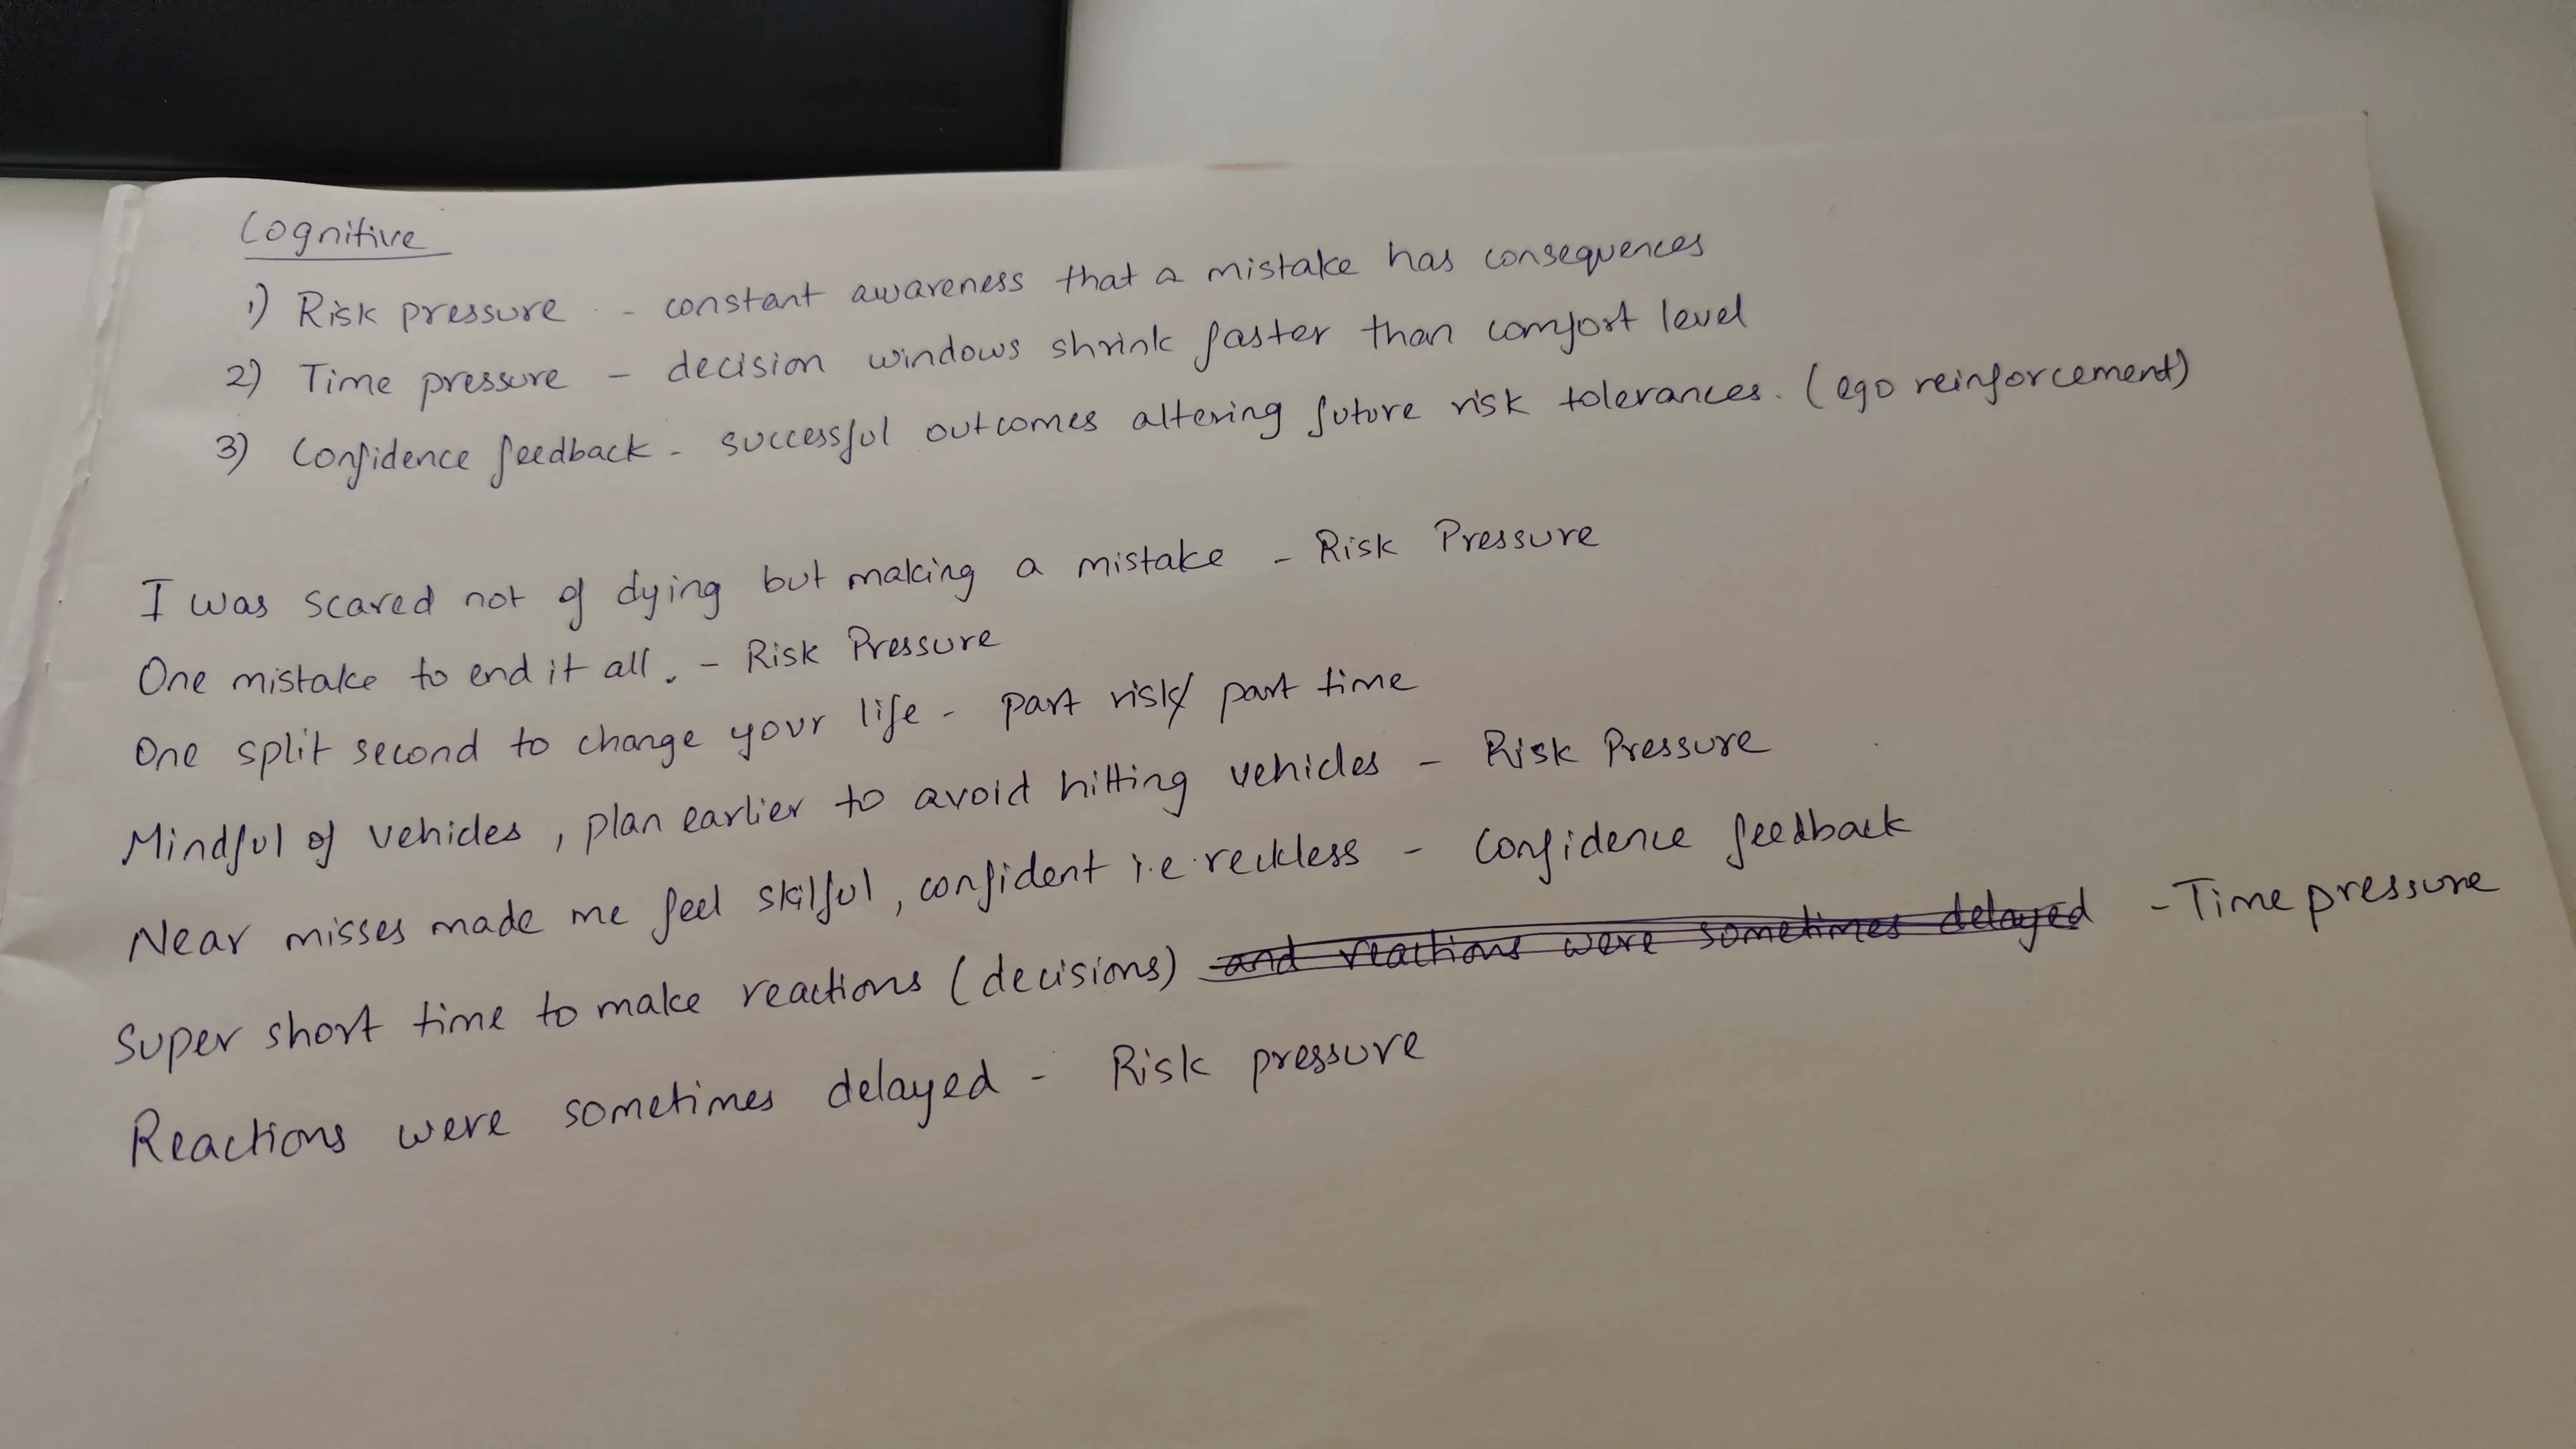 Cognitive
1) Risk pressure - constant awareness that a mistake has consequences
2) Time pressure - decision windows shrink faster than comfort level
3) Confidence feedback - successful outcomes altering future risk tolerances. (ego reinforcement)
I was scared not of dying but making a mistake - Risk Pressure
One mistake to end it all. - Risk Pressure
One split second to change your life - part risk/ part time
Mindful of vehicles, plan earlier to avoid hitting vehicles - Risk Pressure
Near misses made me feel skilful, confident i.e. reckless - Confidence feedback
Super short time to make reactions (decisions) and reactions were sometimes delayed - Time pressure
Reactions were sometimes delayed - Risk pressure